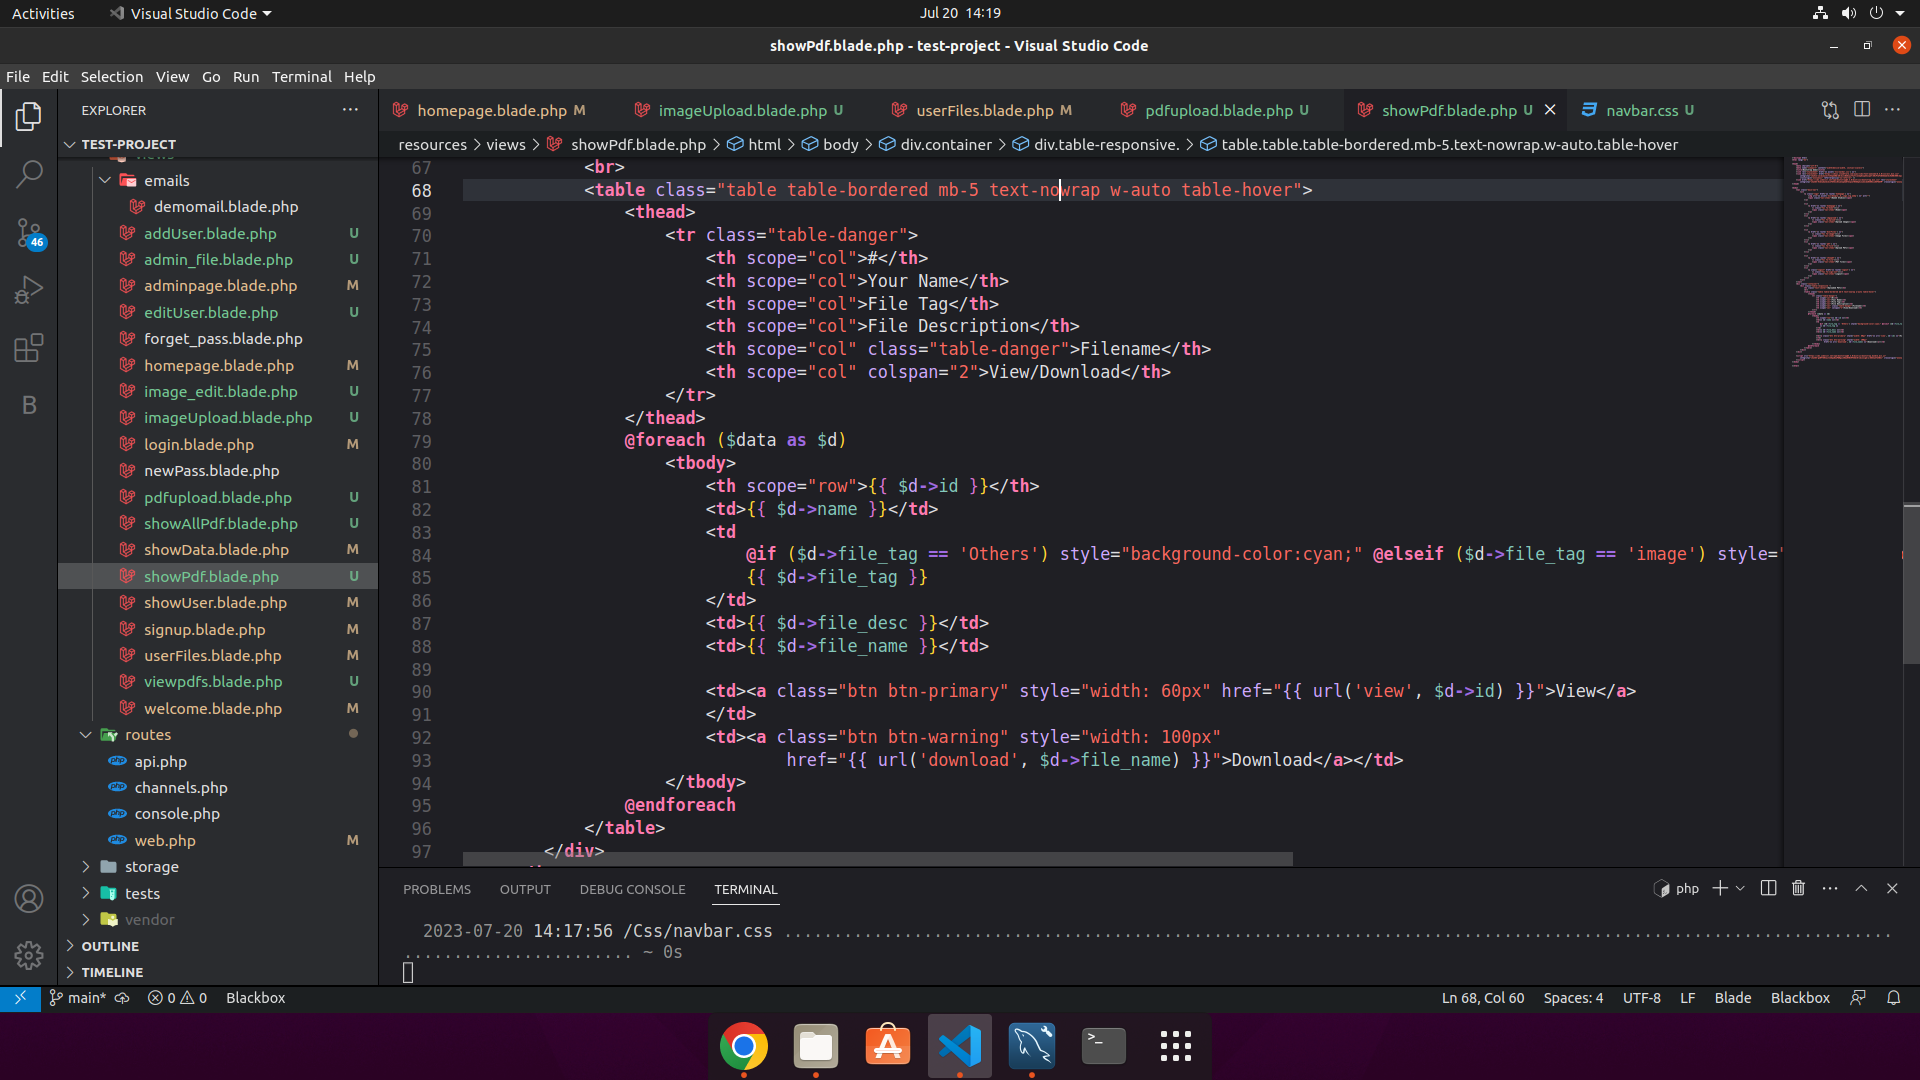 Activities
Visual Studio Code
Jul 20 14:19
showPdf.blade.php - test-project - Visual Studio Code
File Edit Selection View Go Run Terminal Help
EXPLORER
TEST-PROJECT
views
emails
demomail.blade.php
addUser.blade.php U
admin_file.blade.php U
adminpage.blade.php M
editUser.blade.php U
forget_pass.blade.php
homepage.blade.php M
image_edit.blade.php U
imageUpload.blade.php U
login.blade.php M
newPass.blade.php
pdfupload.blade.php U
showAllPdf.blade.php U
showData.blade.php M
showPdf.blade.php U
showUser.blade.php M
signup.blade.php M
userFiles.blade.php M
viewpdfs.blade.php U
welcome.blade.php M
routes
api.php
channels.php
console.php
web.php M
storage
tests
vendor
OUTLINE
TIMELINE
46
B
homepage.blade.php M
imageUpload.blade.php U
userFiles.blade.php M
pdfupload.blade.php U
showPdf.blade.php U
navbar.css U
resources > views > showPdf.blade.php > html > body > div.container > div.table-responsive. > table.table.table-bordered.mb-5.text-nowrap.w-auto.table-hover
67 <br>
68 <table class="table table-bordered mb-5 text-nowrap w-auto table-hover">
69 <thead>
70 <tr class="table-danger">
71 <th scope="col">#</th>
72 <th scope="col">Your Name</th>
73 <th scope="col">File Tag</th>
74 <th scope="col">File Description</th>
75 <th scope="col" class="table-danger">Filename</th>
76 <th scope="col" colspan="2">View/Download</th>
77 </tr>
78 </thead>
79 @foreach ($data as $d)
80 <tbody>
81 <th scope="row">{{ $d->id }}</th>
82 <td>{{ $d->name }}</td>
83 <td
84 @if ($d->file_tag == 'Others') style="background-color:cyan;" @elseif ($d->file_tag == 'image') style="
85 {{ $d->file_tag }}
86 </td>
87 <td>{{ $d->file_desc }}</td>
88 <td>{{ $d->file_name }}</td>
89
90 <td><a class="btn btn-primary" style="width: 60px" href="{{ url('view', $d->id) }}">View</a>
91 </td>
92 <td><a class="btn btn-warning" style="width: 100px"
93 href="{{ url('download', $d->file_name) }}">Download</a></td>
94 </tbody>
95 @endforeach
96 </table>
97 </div>
PROBLEMS OUTPUT DEBUG CONSOLE TERMINAL
php
2023-07-20 14:17:56 /Css/navbar.css ...............................................................................................................
....................... ~ 0s
main* 0 0 Blackbox
Ln 68, Col 60 Spaces: 4 UTF-8 LF Blade Blackbox